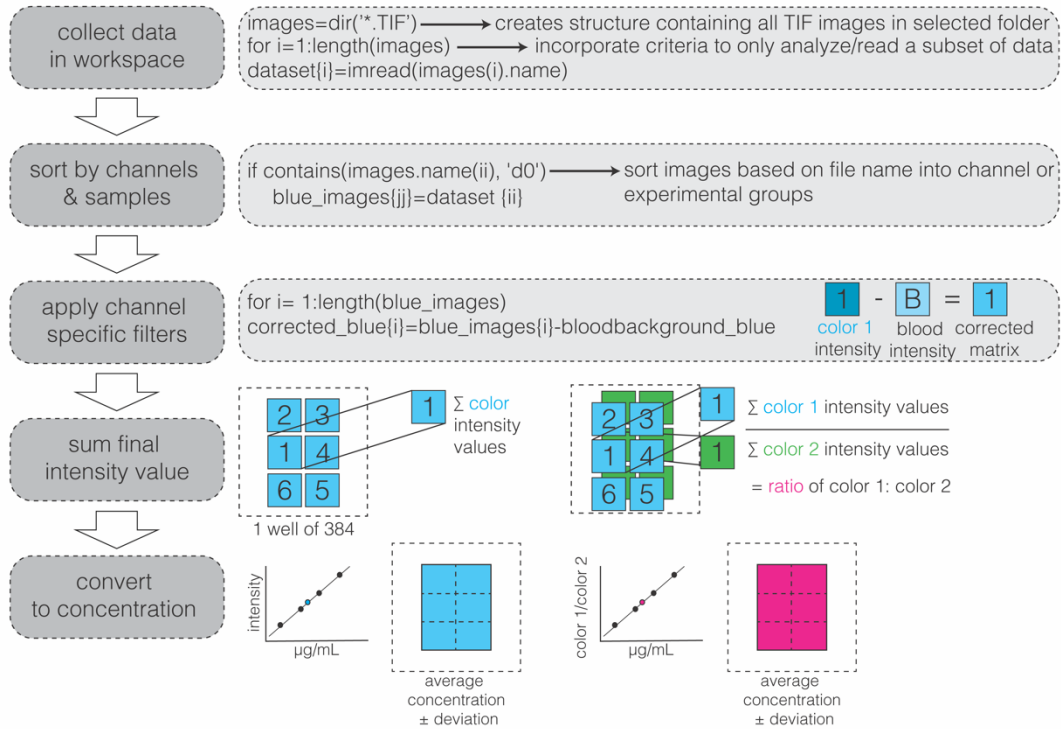 collect data
in workspace
images=dir('*.TIF')
creates structure containing all TIF images in selected folder
for i=1:length(images)
incorporate criteria to only analyze/read a subset of data
dataset{i}=imread(images(i).name)
sort by channels
& samples
if contains(images.name(ii), 'd0')
sort images based on file name into channel or
experimental groups
blue_images{jj}=dataset {ii}
apply channel
specific filters
for i= 1:length(blue_images)
corrected_blue{i}=blue_images{i}-bloodbackground_blue
1 - B = 1
color 1
intensity
blood
intensity
corrected
matrix
sum final
intensity value
2 3
1 4
6 5
1
∑ color
intensity
values
1 well of 384
2 3
1 4
6 5
1
1
∑ color 1 intensity values
∑ color 2 intensity values
= ratio of color 1: color 2
convert
to concentration
intensity
µg/mL
average
concentration
± deviation
color 1/color 2
µg/mL
average
concentration
± deviation